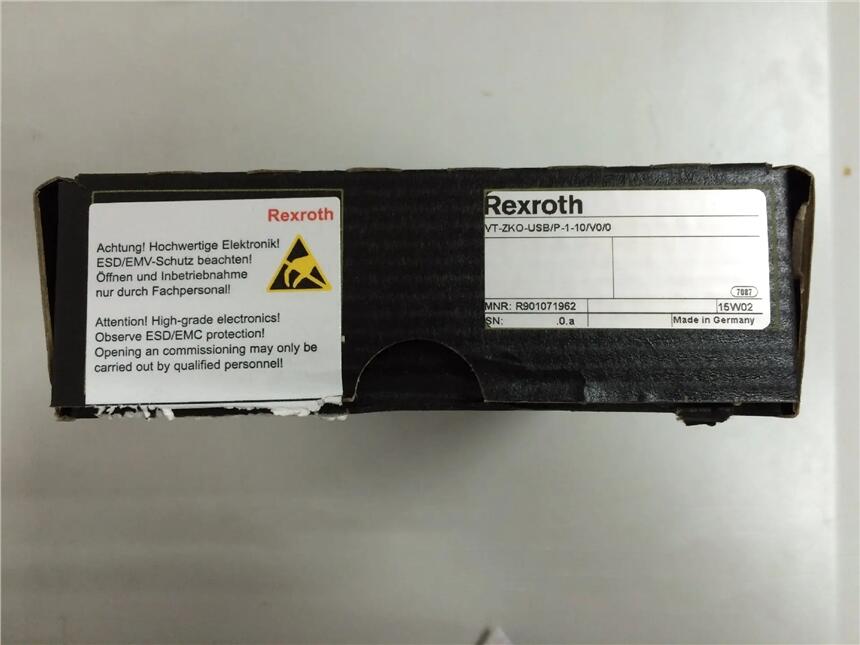 Rexroth
Achtung! Hochwertige Elektronik!
ESD/EMV-Schutz beachten!
Öffnen und Inbetriebnahme
nur durch Fachpersonal!
Attention! High-grade electronics!
Observe ESD/EMC protection!
Opening an commissioning may only be
carried out by qualified personnel!
Rexroth
VT-ZKO-USB/P-1-10/V0/0
7087
MNR: R901071962 15W02
SN: .0.a Made in Germany